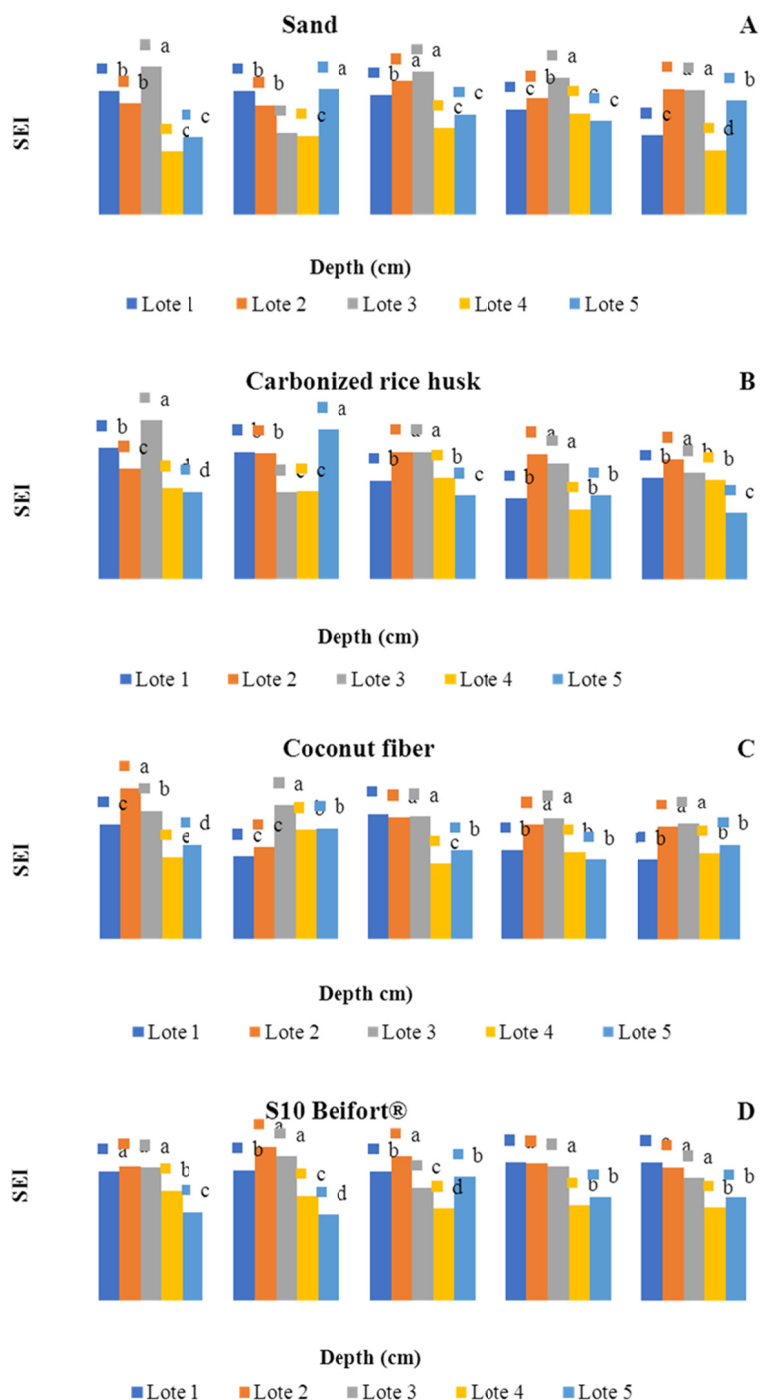 Sand A
SEI
b b a c c b b c a b a a c c c b a c c c a d b
Depth (cm)
Lote 1 Lote 2 Lote 3 Lote 4 Lote 5
Carbonized rice husk B
SEI
b c a d b b c a b a a b c b a a b b b a b b c
Depth (cm)
Lote 1 Lote 2 Lote 3 Lote 4 Lote 5
Coconut fiber C
SEI
c a b e d c c a b b a a c b b a a b b b a a b b
Depth cm)
Lote 1 Lote 2 Lote 3 Lote 4 Lote 5
S10 Beifort® D
SEI
a a a b c b a a c d b a c d b a b b a a a b b
Depth (cm)
Lote 1 Lote 2 Lote 3 Lote 4 Lote 5